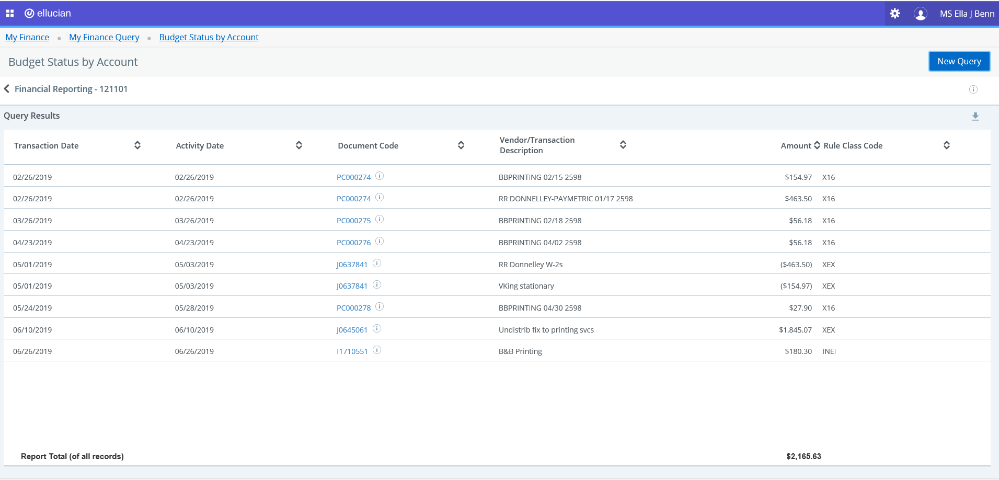 ellucian
MS Ella J Benn
My Finance • My Finance Query • Budget Status by Account
Budget Status by Account
New Query
Financial Reporting - 121101
Query Results
Transaction Date Activity Date Document Code Vendor/Transaction Description Amount Rule Class Code
02/26/2019 02/26/2019 PC000274 BBPRINTING 02/15 2598 $154.97 X16
02/26/2019 02/26/2019 PC000274 RR DONNELLEY-PAYMETRIC 01/17 2598 $463.50 X16
03/26/2019 03/26/2019 PC000275 BBPRINTING 02/18 2598 $56.18 X16
04/23/2019 04/23/2019 PC000276 BBPRINTING 04/02 2598 $56.18 X16
05/01/2019 05/03/2019 J0637841 RR Donnelley W-2s ($463.50) XEX
05/01/2019 05/03/2019 J0637841 VKing stationary ($154.97) XEX
05/24/2019 05/28/2019 PC000278 BBPRINTING 04/30 2598 $27.90 X16
06/10/2019 06/10/2019 J0645061 Undistrib fix to printing svcs $1,845.07 XEX
06/26/2019 06/26/2019 I1710551 B&B Printing $180.30 INEI
Report Total (of all records) $2,165.63